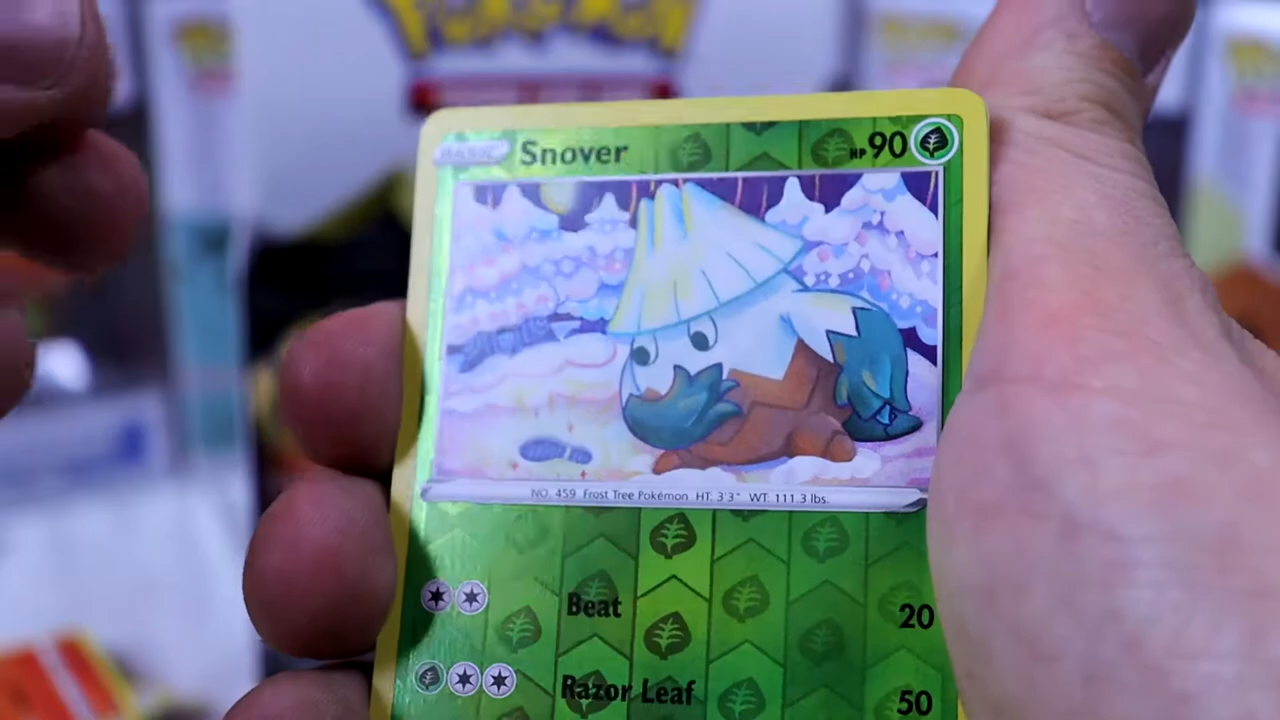 POKÉMON
BASIC Snover HP 90
NO. 459 Frost Tree Pokémon HT: 3'3" WT: 111.3 lbs.
Beat 20
Razor Leaf 50